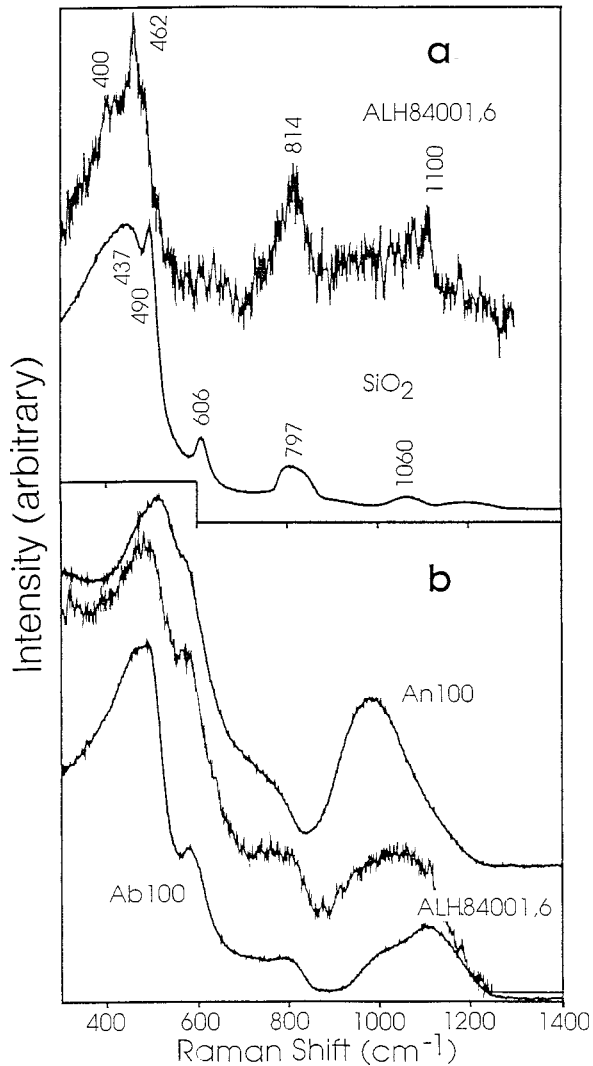 462
400
a
ALH84001,6
814
1100
437
490
SiO2
606
797
1060
Intensity (arbitrary)
b
An100
Ab100
ALH84001,6
400 600 800 1000 1200 1400
Raman Shift (cm-1)